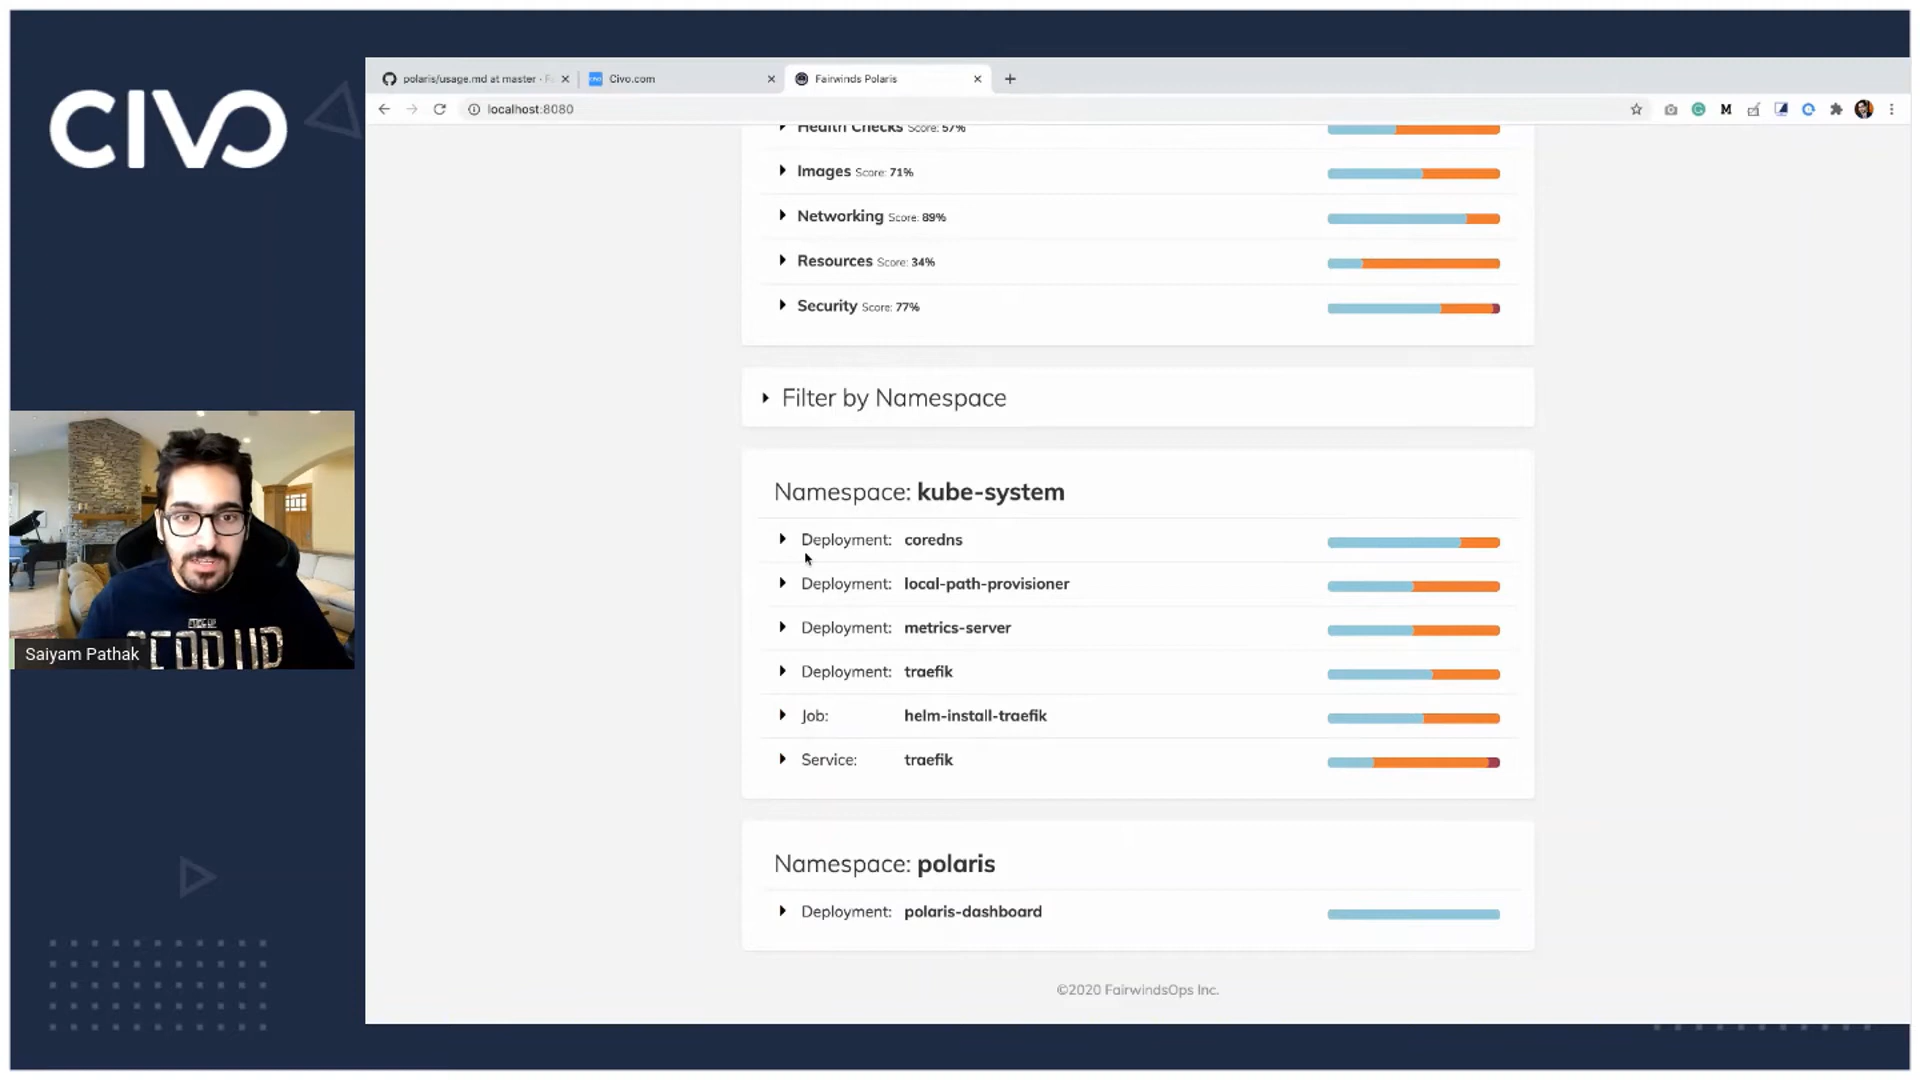 CIVO
polaris/usage.md at master · F
Civo.com
Fairwinds Polaris
localhost:8080
Health Checks Score: 57%
Images Score: 71%
Networking Score: 89%
Resources Score: 34%
Security Score: 77%
Filter by Namespace
Namespace: kube-system
Deployment: coredns
Deployment: local-path-provisioner
Deployment: metrics-server
Deployment: traefik
Job: helm-install-traefik
Service: traefik
Namespace: polaris
Deployment: polaris-dashboard
©2020 FairwindsOps Inc.
Saiyam Pathak